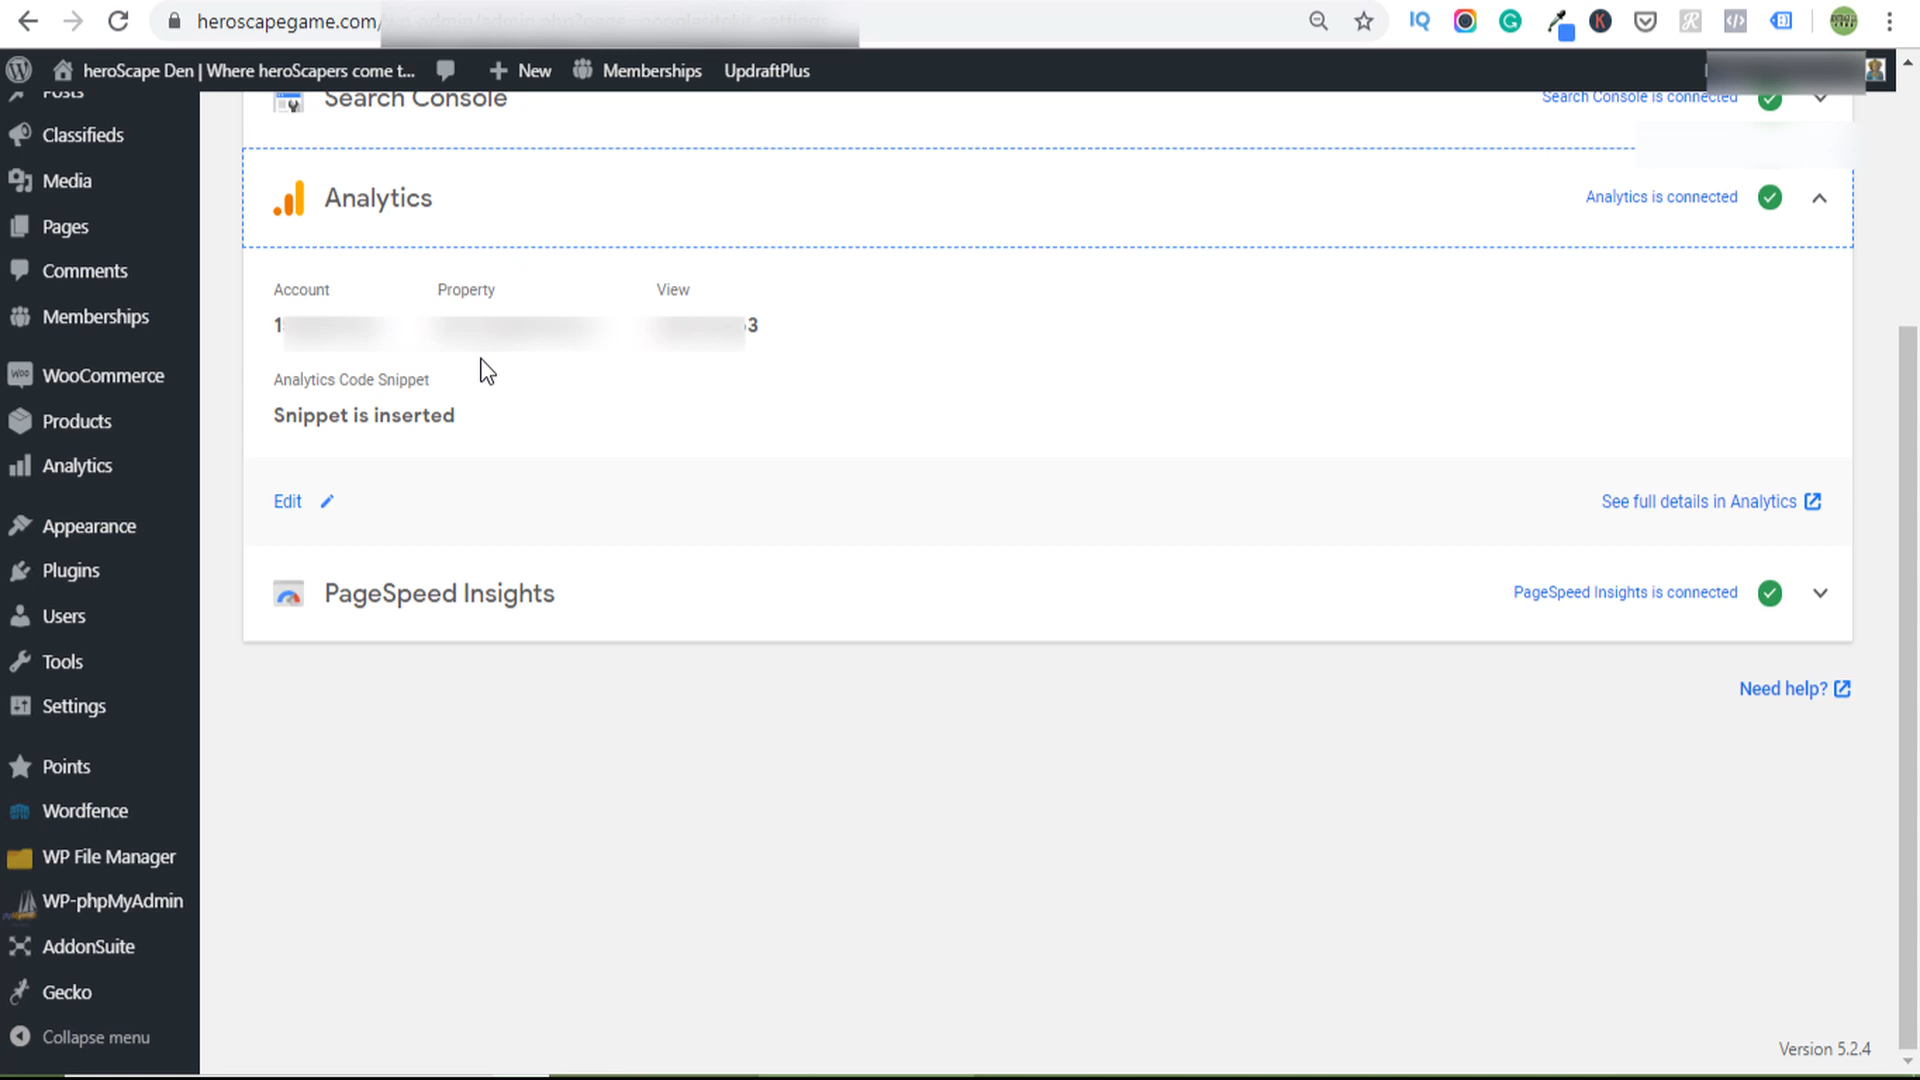 heroscapegame.com/
heroScape Den | Where heroScapers come t...
New
Memberships
UpdraftPlus
Posts
Classifieds
Media
Pages
Comments
Memberships
WooCommerce
Products
Analytics
Appearance
Plugins
Users
Tools
Settings
Points
Wordfence
WP File Manager
WP-phpMyAdmin
AddonSuite
Gecko
Collapse menu
Search Console
Search Console is connected
Analytics
Analytics is connected
Account Property View
Analytics Code Snippet
Snippet is inserted
Edit
See full details in Analytics
PageSpeed Insights
PageSpeed Insights is connected
Need help?
Version 5.2.4